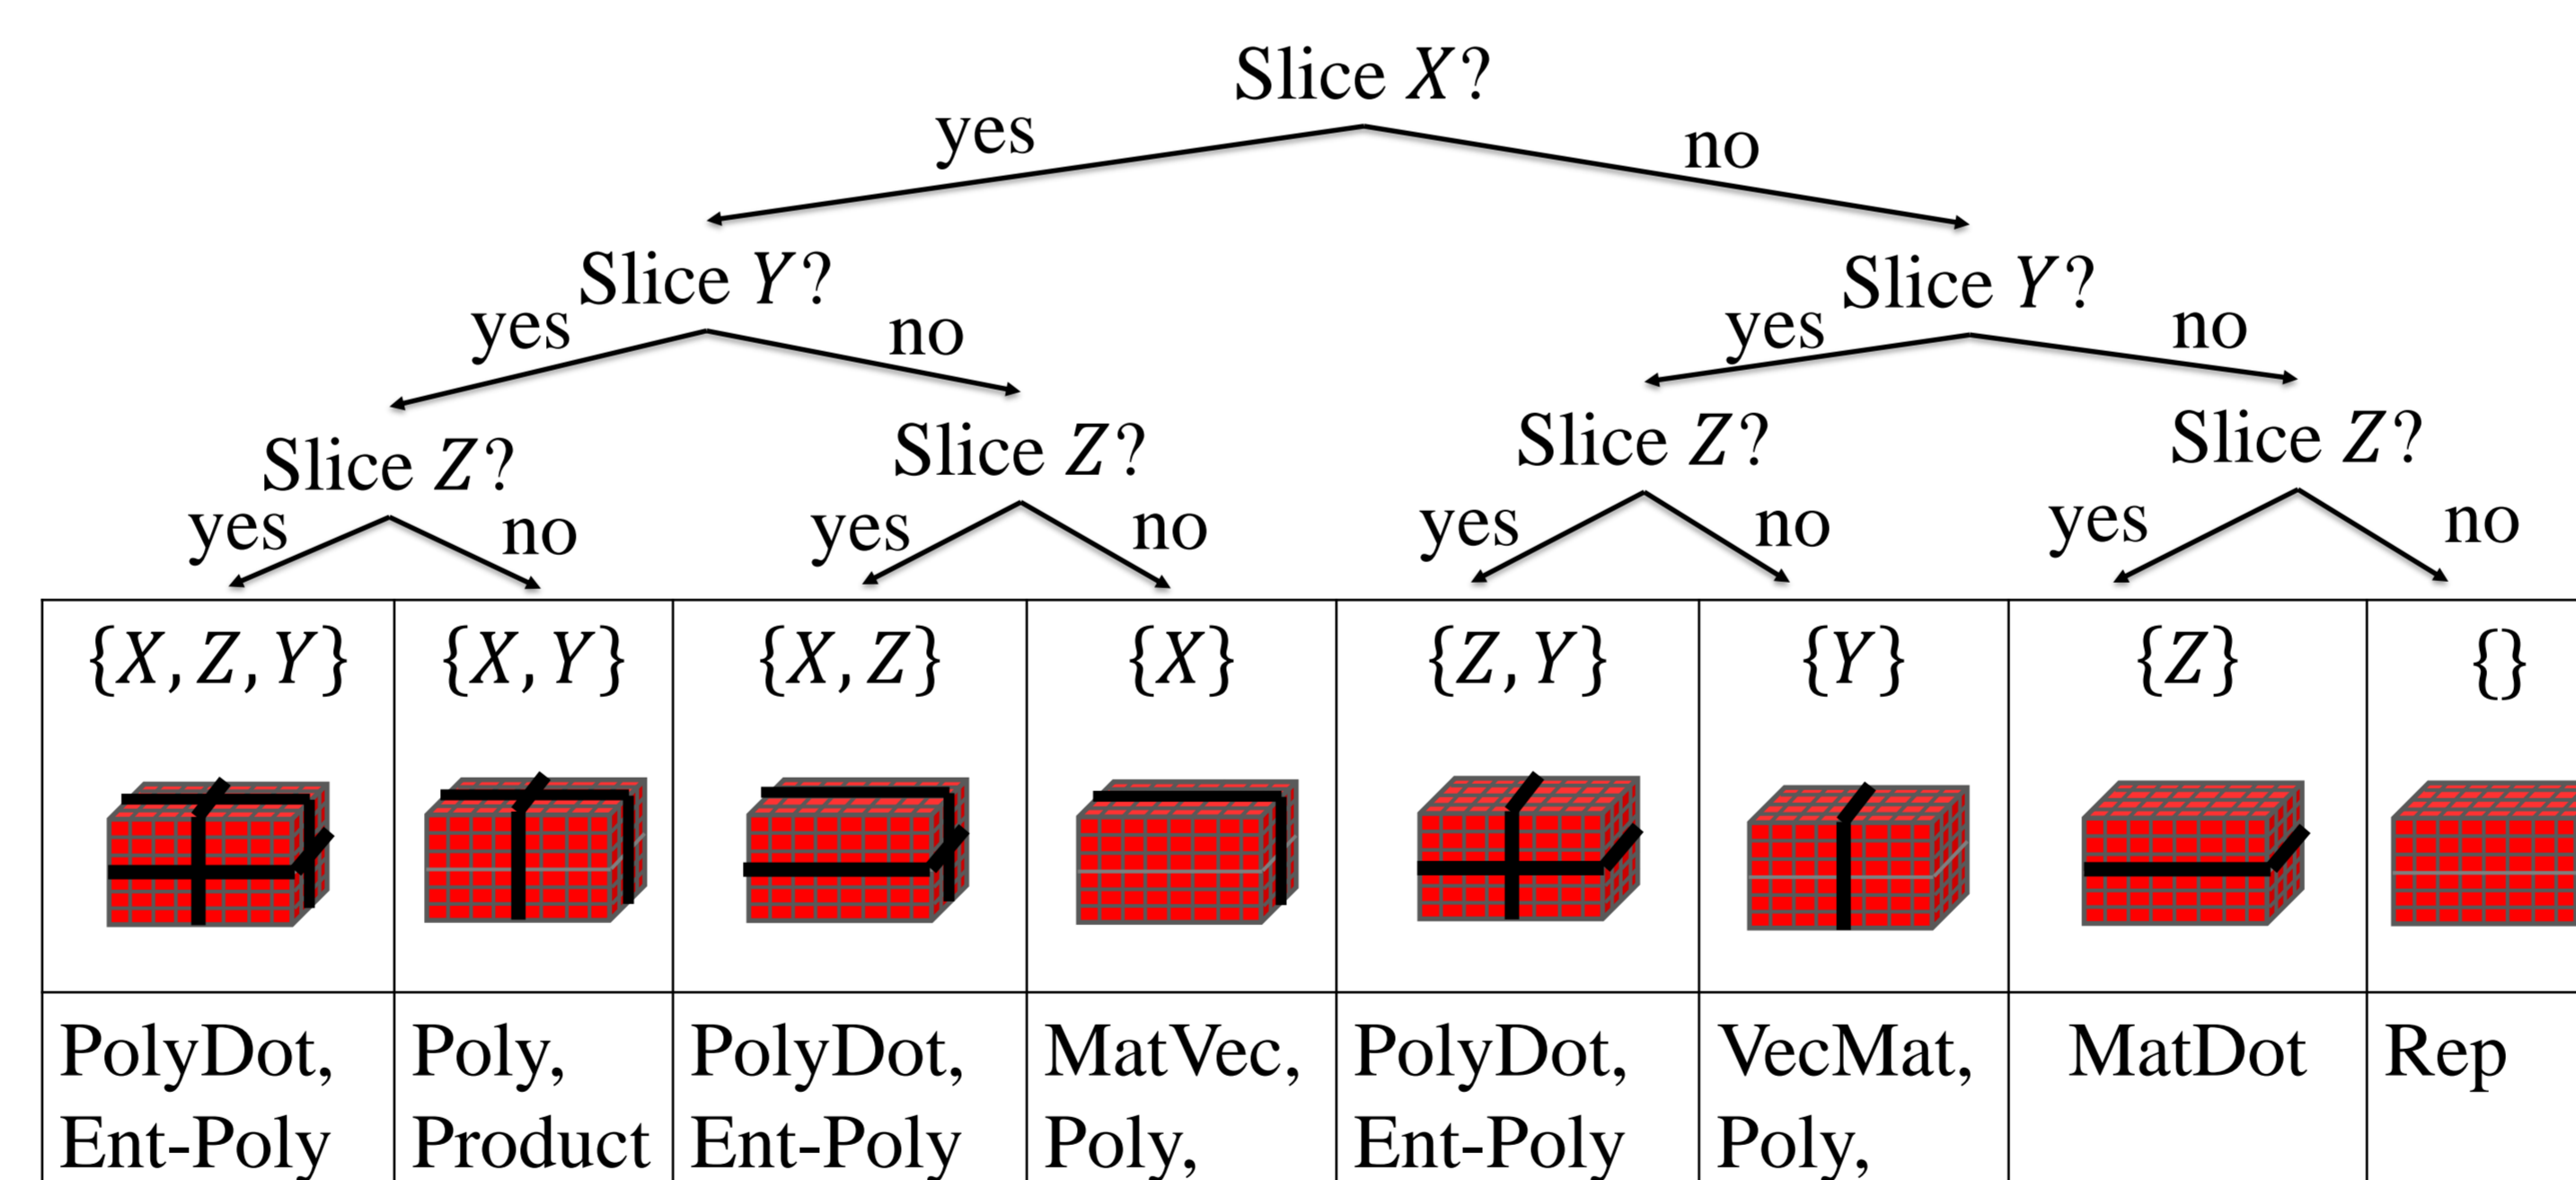 Slice X?
yes no
Slice Y? Slice Y?
yes no yes no
Slice Z? Slice Z? Slice Z? Slice Z?
yes no yes no yes no yes no
{X, Z, Y} {X, Y} {X, Z} {X} {Z, Y} {Y} {Z} {}
PolyDot, Poly, PolyDot, MatVec, PolyDot, VecMat, MatDot Rep
Ent-Poly Product Ent-Poly Poly, Ent-Poly Poly,